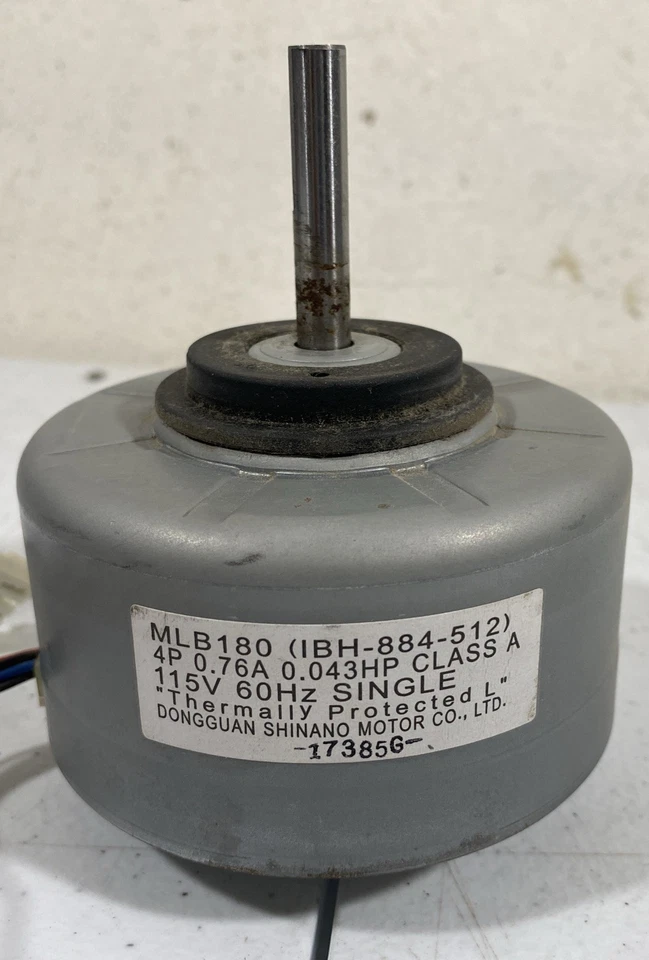 MLB180 (IBH-884-512)
4P 0.76A 0.043HP CLASS A
115V 60Hz SINGLE
"Thermally Protected L"
DONGGUAN SHINANO MOTOR CO., LTD.
-17385G-